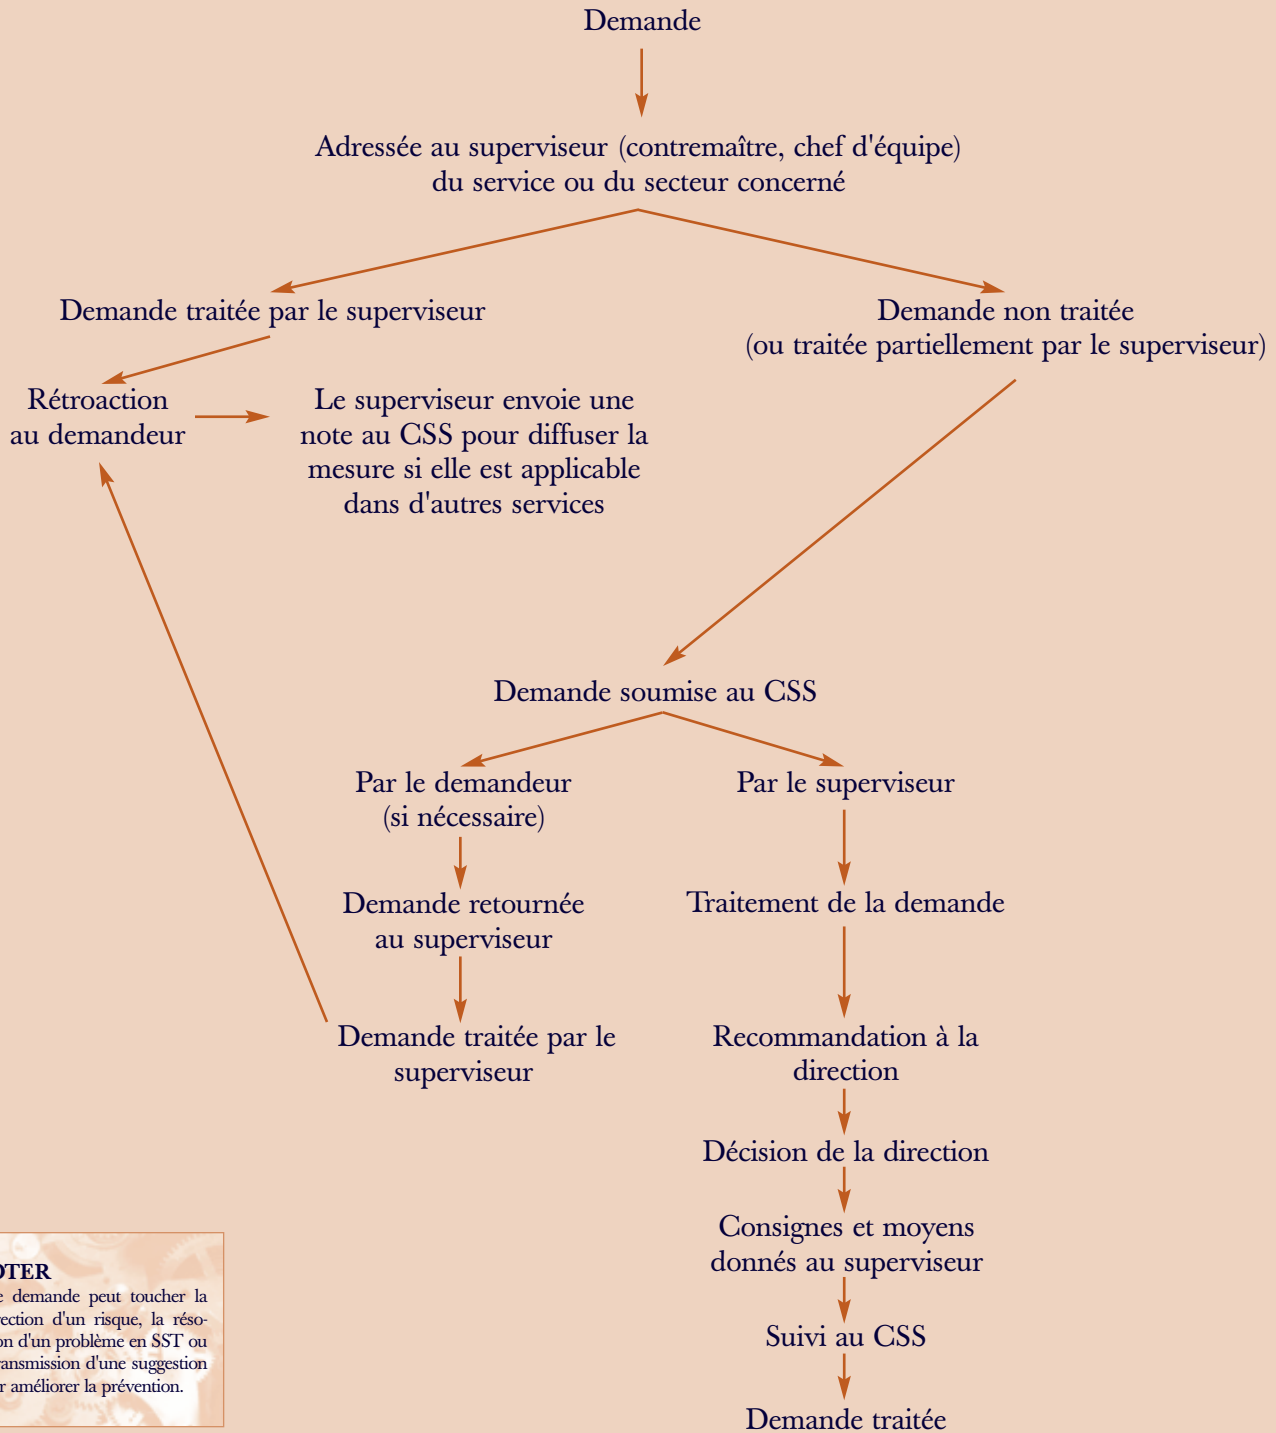 Demande
Adressée au superviseur (contremaître, chef d'équipe)
du service ou du secteur concerné
Demande traitée par le superviseur
Demande non traitée
(ou traitée partiellement par le superviseur)
Rétroaction
au demandeur
Le superviseur envoie une
note au CSS pour diffuser la
mesure si elle est applicable
dans d'autres services
Demande soumise au CSS
Par le demandeur
(si nécessaire)
Par le superviseur
Demande retournée
au superviseur
Traitement de la demande
Demande traitée par le
superviseur
Recommandation à la
direction
Décision de la direction
Consignes et moyens
donnés au superviseur
Suivi au CSS
Demande traitée
OTER
e demande peut toucher la
rection d'un risque, la réso-
on d'un problème en SST ou
transmission d'une suggestion
r améliorer la prévention.